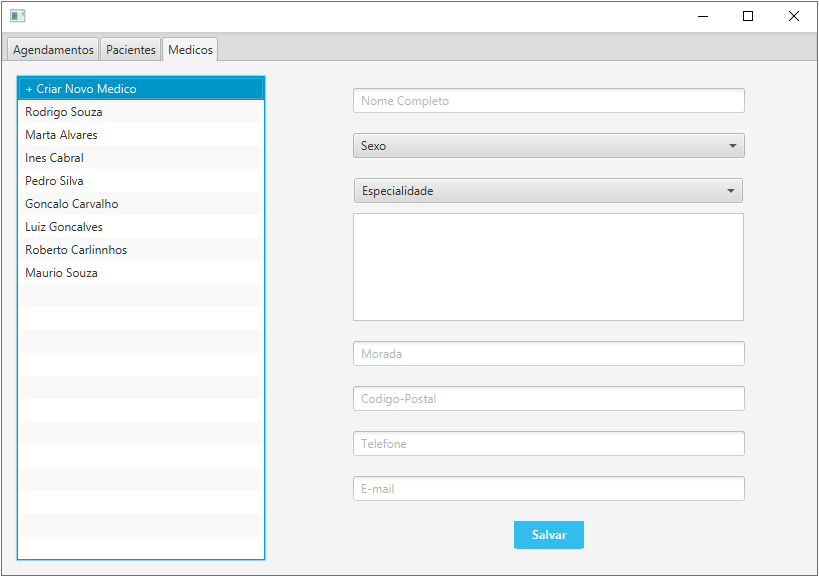 Agendamentos Pacientes Medicos
+ Criar Novo Medico
Rodrigo Souza
Marta Alvares
Ines Cabral
Pedro Silva
Goncalo Carvalho
Luiz Goncalves
Roberto Carlinnhos
Maurio Souza
Nome Completo
Sexo
Especialidade
Morada
Codigo-Postal
Telefone
E-mail
Salvar